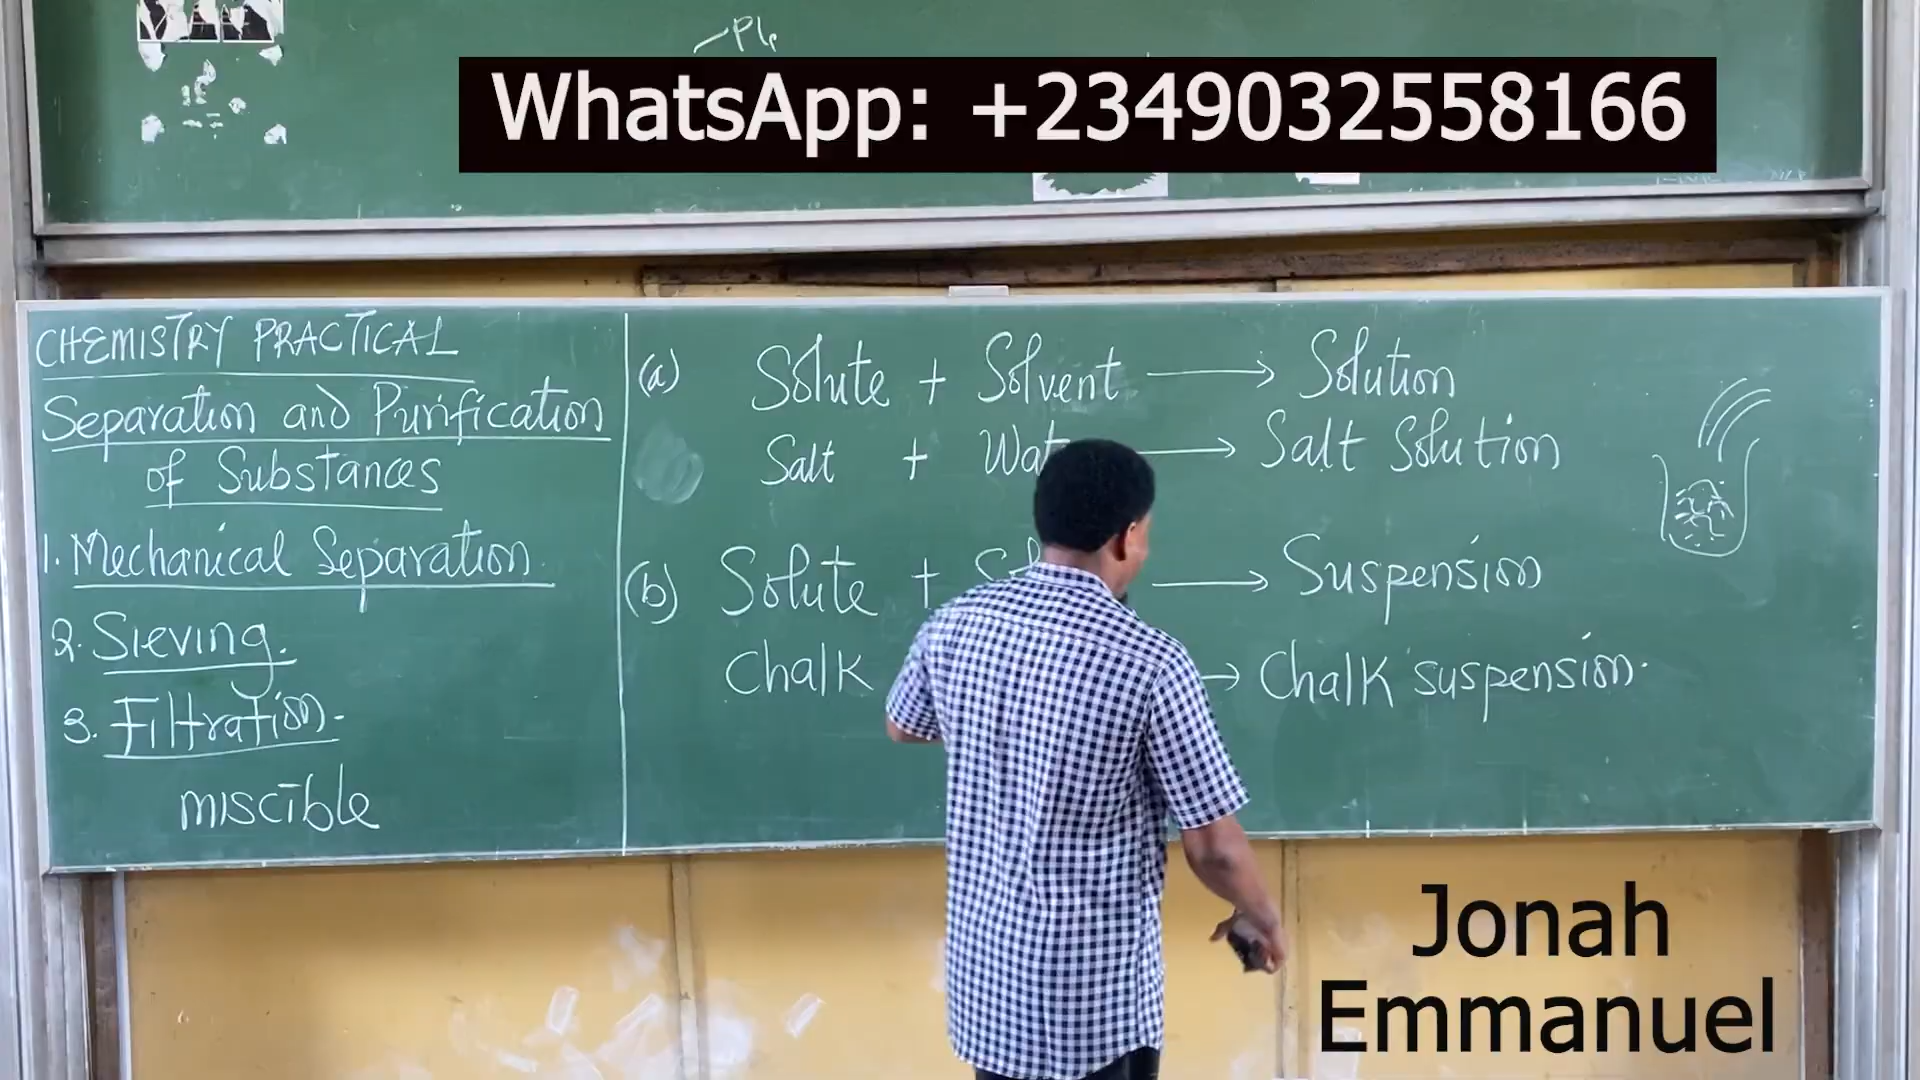 WhatsApp: +2349032558166
CHEMISTRY PRACTICAL
Separation and Purification
of Substances
1. Mechanical Separation
2. Sieving.
3. Filtration.
miscible
(a) Solute + Solvent → Solution
Salt + Wat → Salt Solution
(b) Solute + → Suspension
Chalk → Chalk suspension.
Jonah
Emmanuel